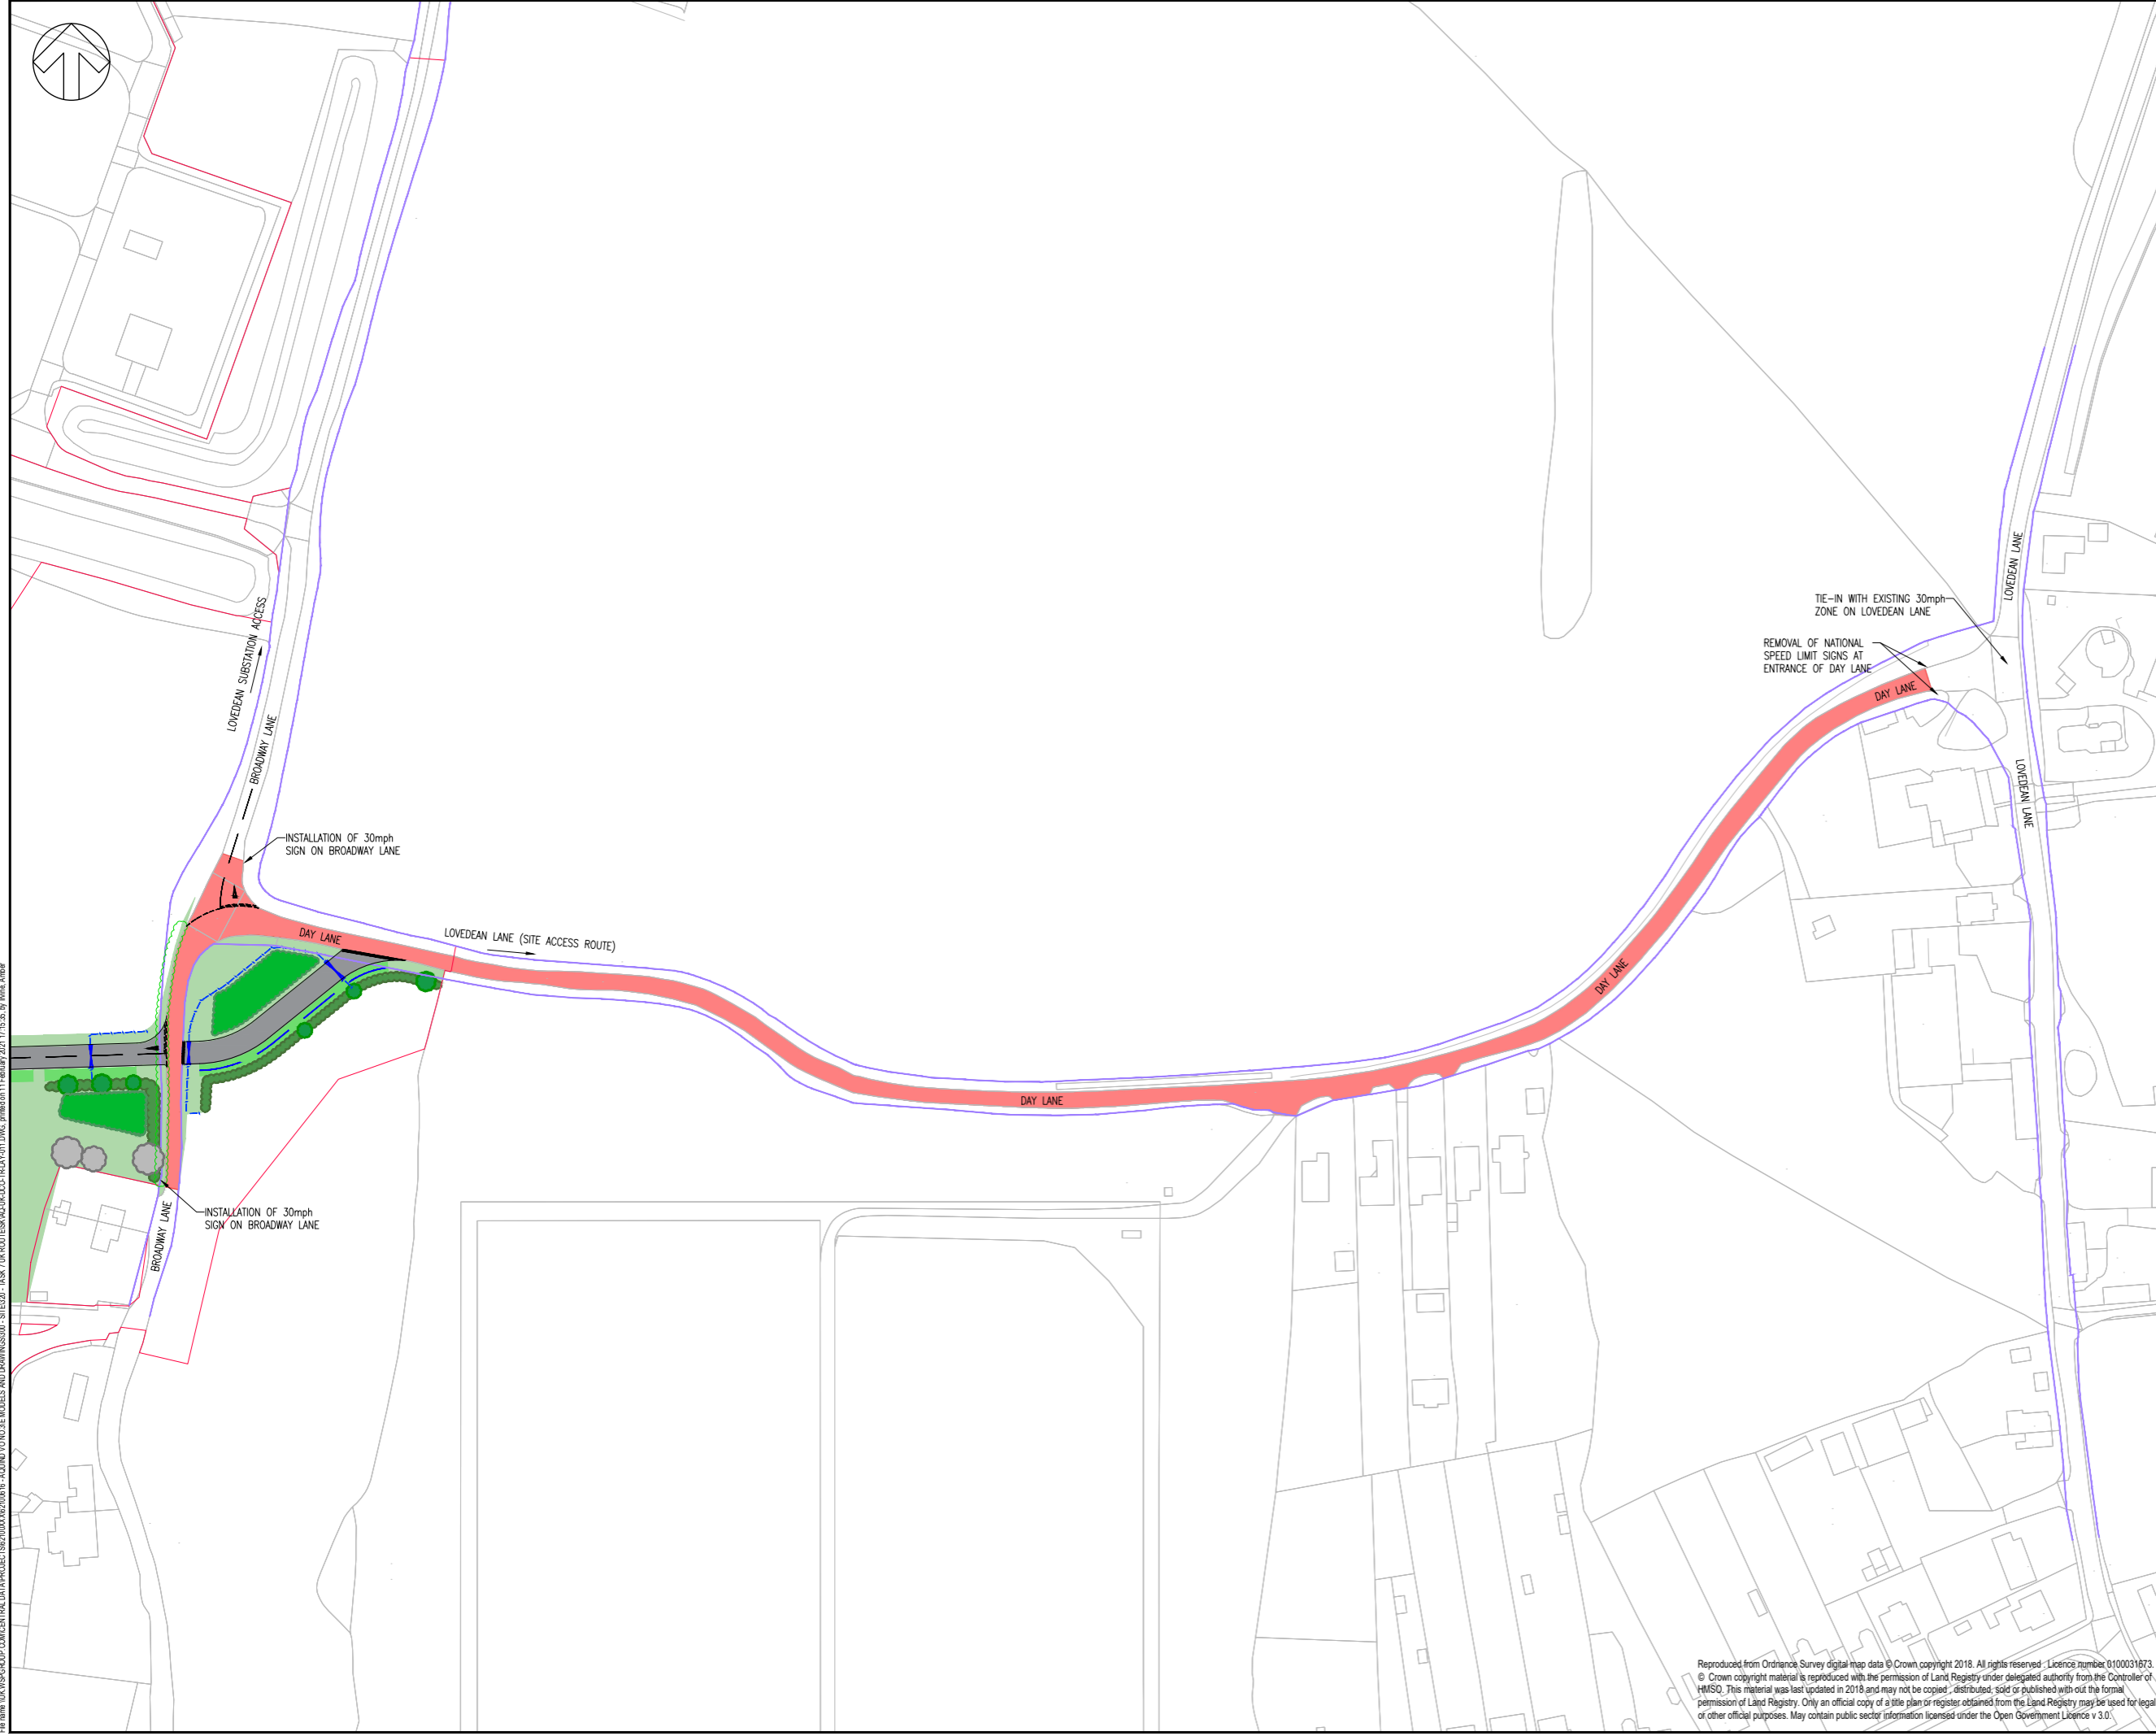 TIE-IN WITH EXISTING 30mph
ZONE ON LOVEDEAN LANE
REMOVAL OF NATIONAL
SPEED LIMIT SIGNS AT
ENTRANCE OF DAY LANE
LOVEDEAN LANE
DAY LANE
LOVEDEAN LANE
LOVEDEAN SUBSTATION ACCESS
BROADWAY LANE
INSTALLATION OF 30mph
SIGN ON BROADWAY LANE
DAY LANE
LOVEDEAN LANE (SITE ACCESS ROUTE)
DAY LANE
DAY LANE
INSTALLATION OF 30mph
SIGN ON BROADWAY LANE
BROADWAY LANE
Reproduced from Ordnance Survey digital map data © Crown copyright 2018. All rights reserved . Licence number 0100031673.
© Crown copyright material is reproduced with the permission of Land Registry under delegated authority from the Controller of
HMSO. This material was last updated in 2018 and may not be copied , distributed, sold or published with out the formal
permission of Land Registry. Only an official copy of a title plan or register obtained from the Land Registry may be used for legal
or other official purposes. May contain public sector information licensed under the Open Government Licence v 3.0.